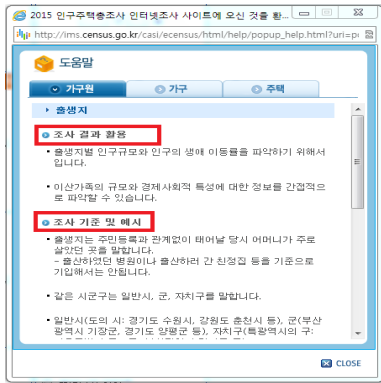 2015 인구주택총조사 인터넷조사 사이트에 오신 것을 환...
http://ims.census.go.kr/casi/ecensus/html/help/popup_help.html?uri=p
도움말
가구원 가구 주택
출생지
조사 결과 활용
• 출생지별 인구규모와 인구의 생애 이동률을 파악하기 위해서
입니다.
• 이산가족의 규모와 경제사회적 특성에 대한 정보를 간접적으
로 파악할 수 있습니다.
조사 기준 및 예시
• 출생지는 주민등록과 관계없이 태어날 당시 어머니가 주로
살았던 곳을 말합니다.
- 출산하였던 병원이나 출산하러 간 친정집 등을 기준으로
기입해서는 안됩니다.
• 같은 시군구는 일반시, 군, 자치구를 말합니다.
• 일반시(도의 시: 경기도 수원시, 강원도 춘천시 등), 군(부산
광역시 기장군, 경기도 양평군 등), 자치구(특광역시의 구:
CLOSE